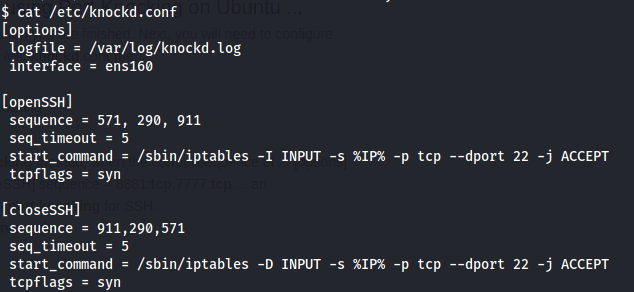 $ cat /etc/knockd.conf
[options]
logfile = /var/log/knockd.log
interface = ens160
[openSSH]
sequence = 571, 290, 911
seq_timeout = 5
start_command = /sbin/iptables -I INPUT -s %IP% -p tcp --dport 22 -j ACCEPT
tcpflags = syn
[closeSSH]
sequence = 911,290,571
seq_timeout = 5
start_command = /sbin/iptables -D INPUT -s %IP% -p tcp --dport 22 -j ACCEPT
tcpflags = syn